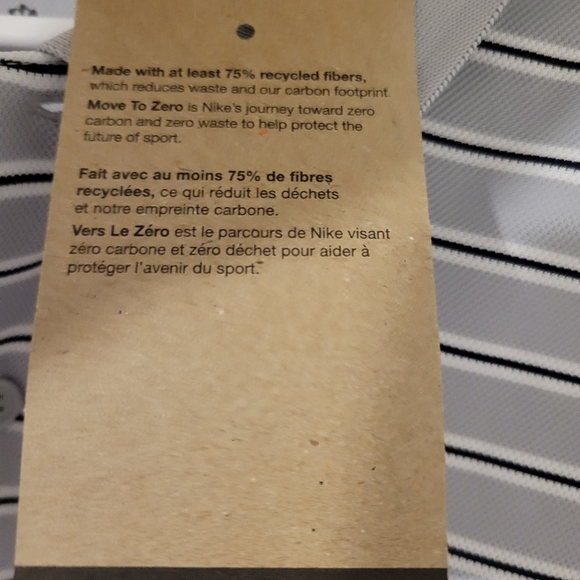 Made with at least 75% recycled fibers,
which reduces waste and our carbon footprint.
Move To Zero is Nike's journey toward zero
carbon and zero waste to help protect the
future of sport.
Fait avec au moins 75% de fibres
recyclées, ce qui réduit les déchets
et notre empreinte carbone.
Vers Le Zéro est le parcours de Nike visant
zéro carbone et zéro déchet pour aider à
protéger l'avenir du sport.